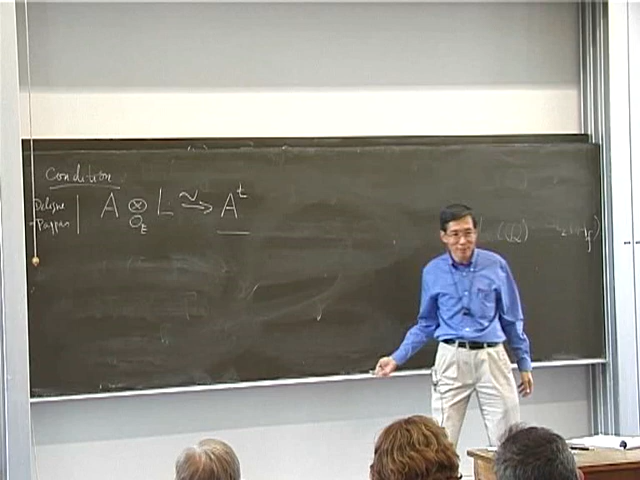 Condition
Deligne
-Pappas
A ⊗_{O_E} L ⥲ A^t
(Q)